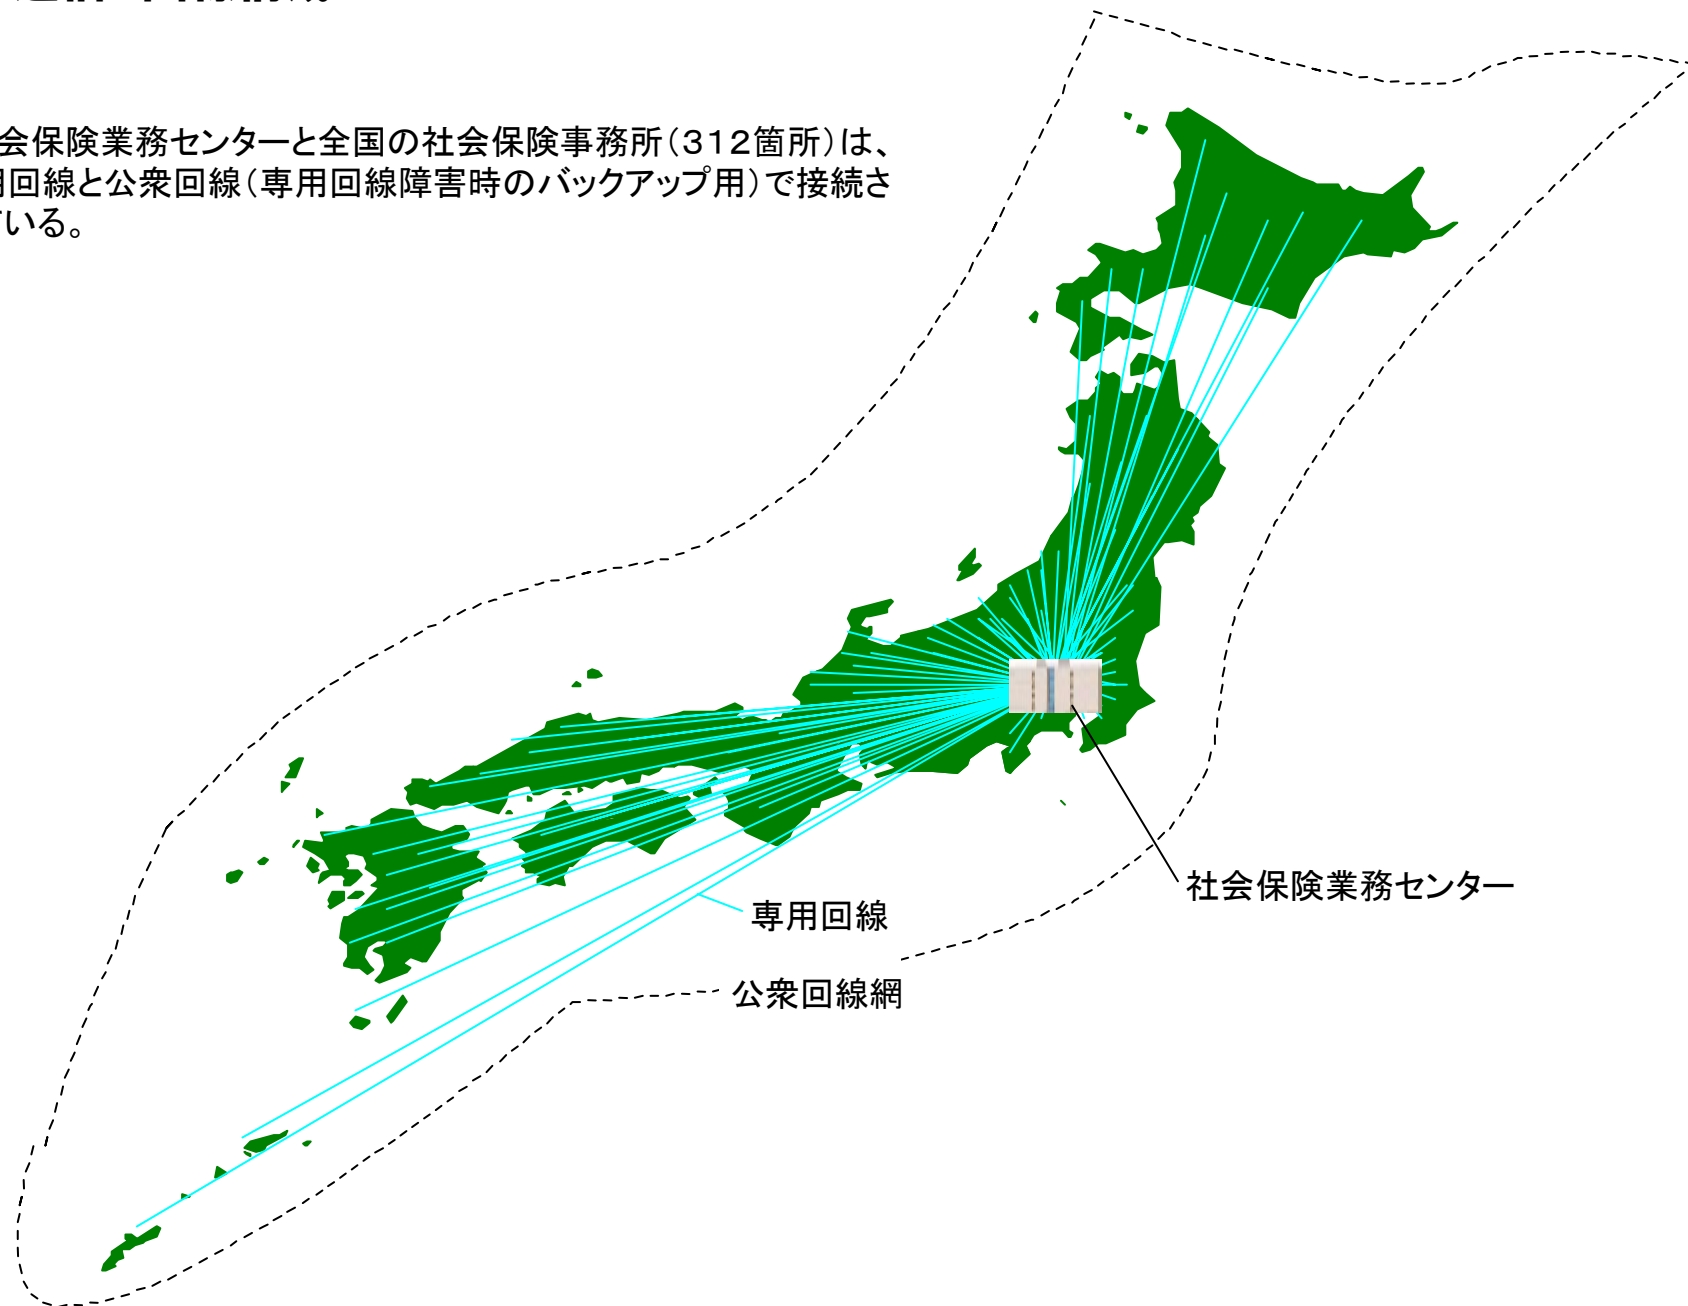 会保険業務センターと全国の社会保険事務所(312箇所)は、
用回線と公衆回線(専用回線障害時のバックアップ用)で接続さ
ている。
社会保険業務センター
専用回線
公衆回線網